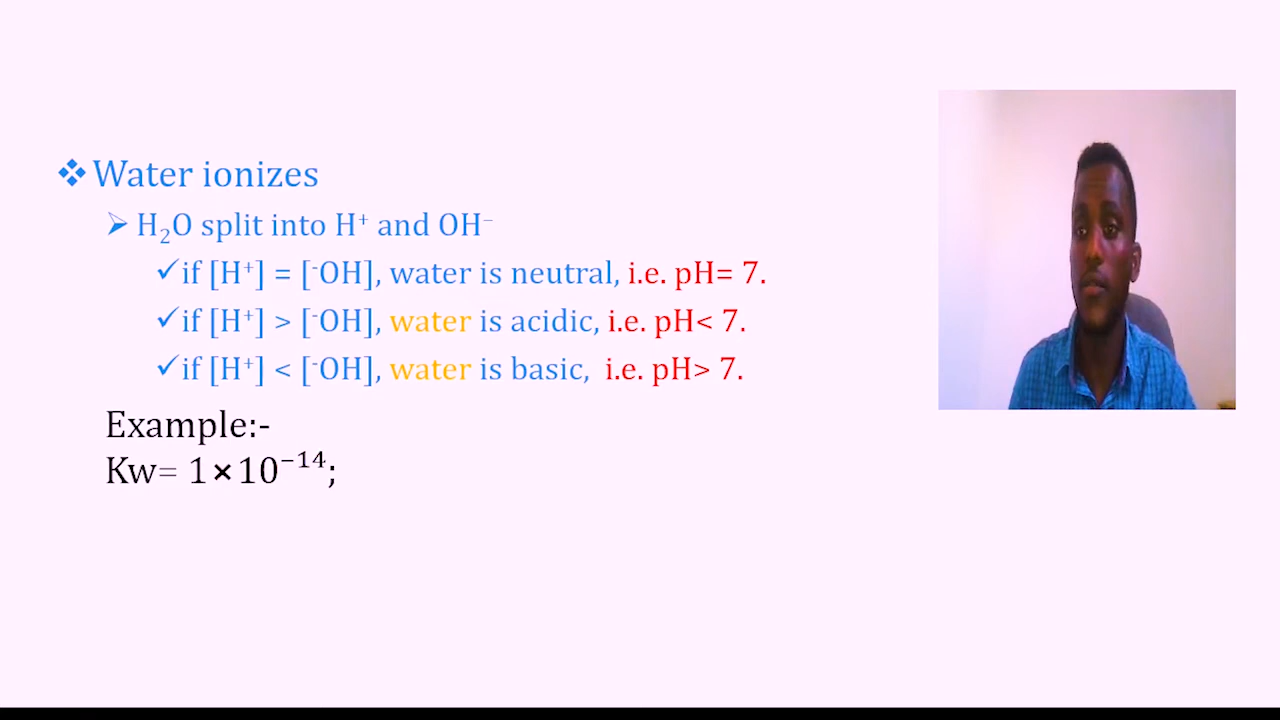 ❖ Water ionizes
➢ H₂O split into H⁺ and OH⁻
✓ if [H⁺] = [⁻OH], water is neutral, i.e. pH= 7.
✓ if [H⁺] > [⁻OH], water is acidic, i.e. pH< 7.
✓ if [H⁺] < [⁻OH], water is basic, i.e. pH> 7.
Example:-
Kw= 1×10⁻¹⁴;